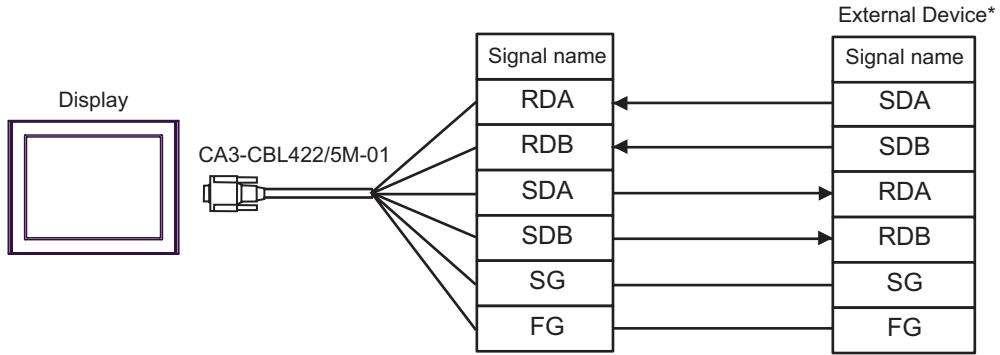 External Device*
Signal name
Signal name
Display
RDA
SDA
RDB
SDB
CA3-CBL422/5M-01
SDA
RDA
SDB
RDB
SG
SG
FG
FG